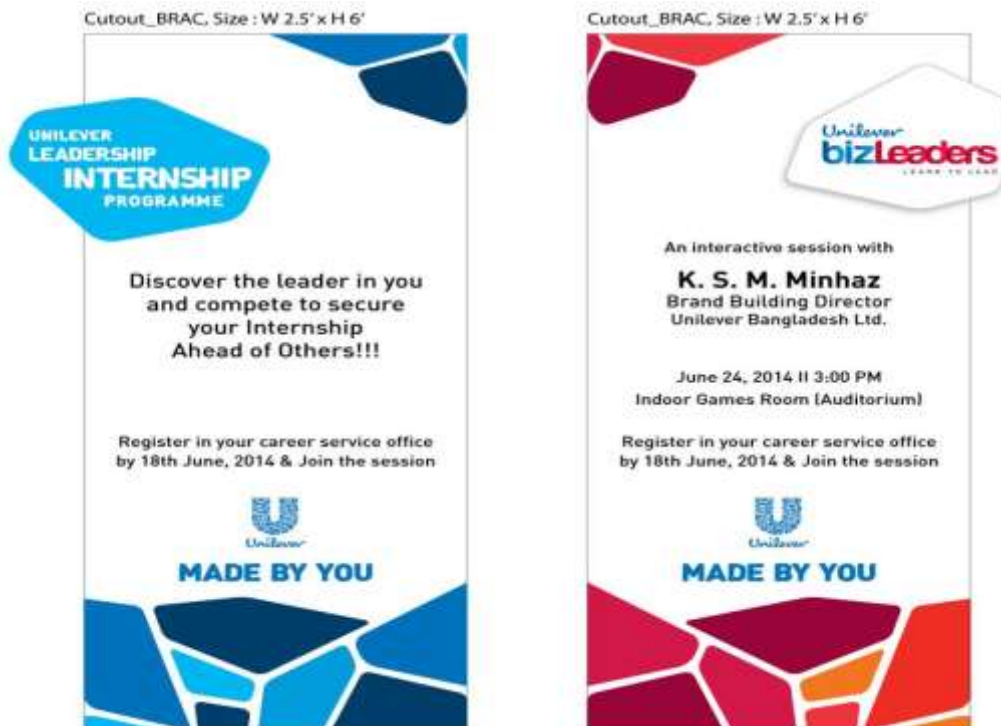 Cutout_BRAC, Size : W 2.5' x H 6'
UNILEVER
LEADERSHIP
INTERNSHIP
PROGRAMME
Discover the leader in you
and compete to secure
your Internship
Ahead of Others!!!
Register in your career service office
by 18th June, 2014 & Join the session
Unilever
MADE BY YOU
Cutout_BRAC, Size : W 2.5' x H 6'
Unilever
bizLeaders
LEARN TO LEAD
An interactive session with
K. S. M. Minhaz
Brand Building Director
Unilever Bangladesh Ltd.
June 24, 2014 II 3:00 PM
Indoor Games Room (Auditorium)
Register in your career service office
by 18th June, 2014 & Join the session
Unilever
MADE BY YOU